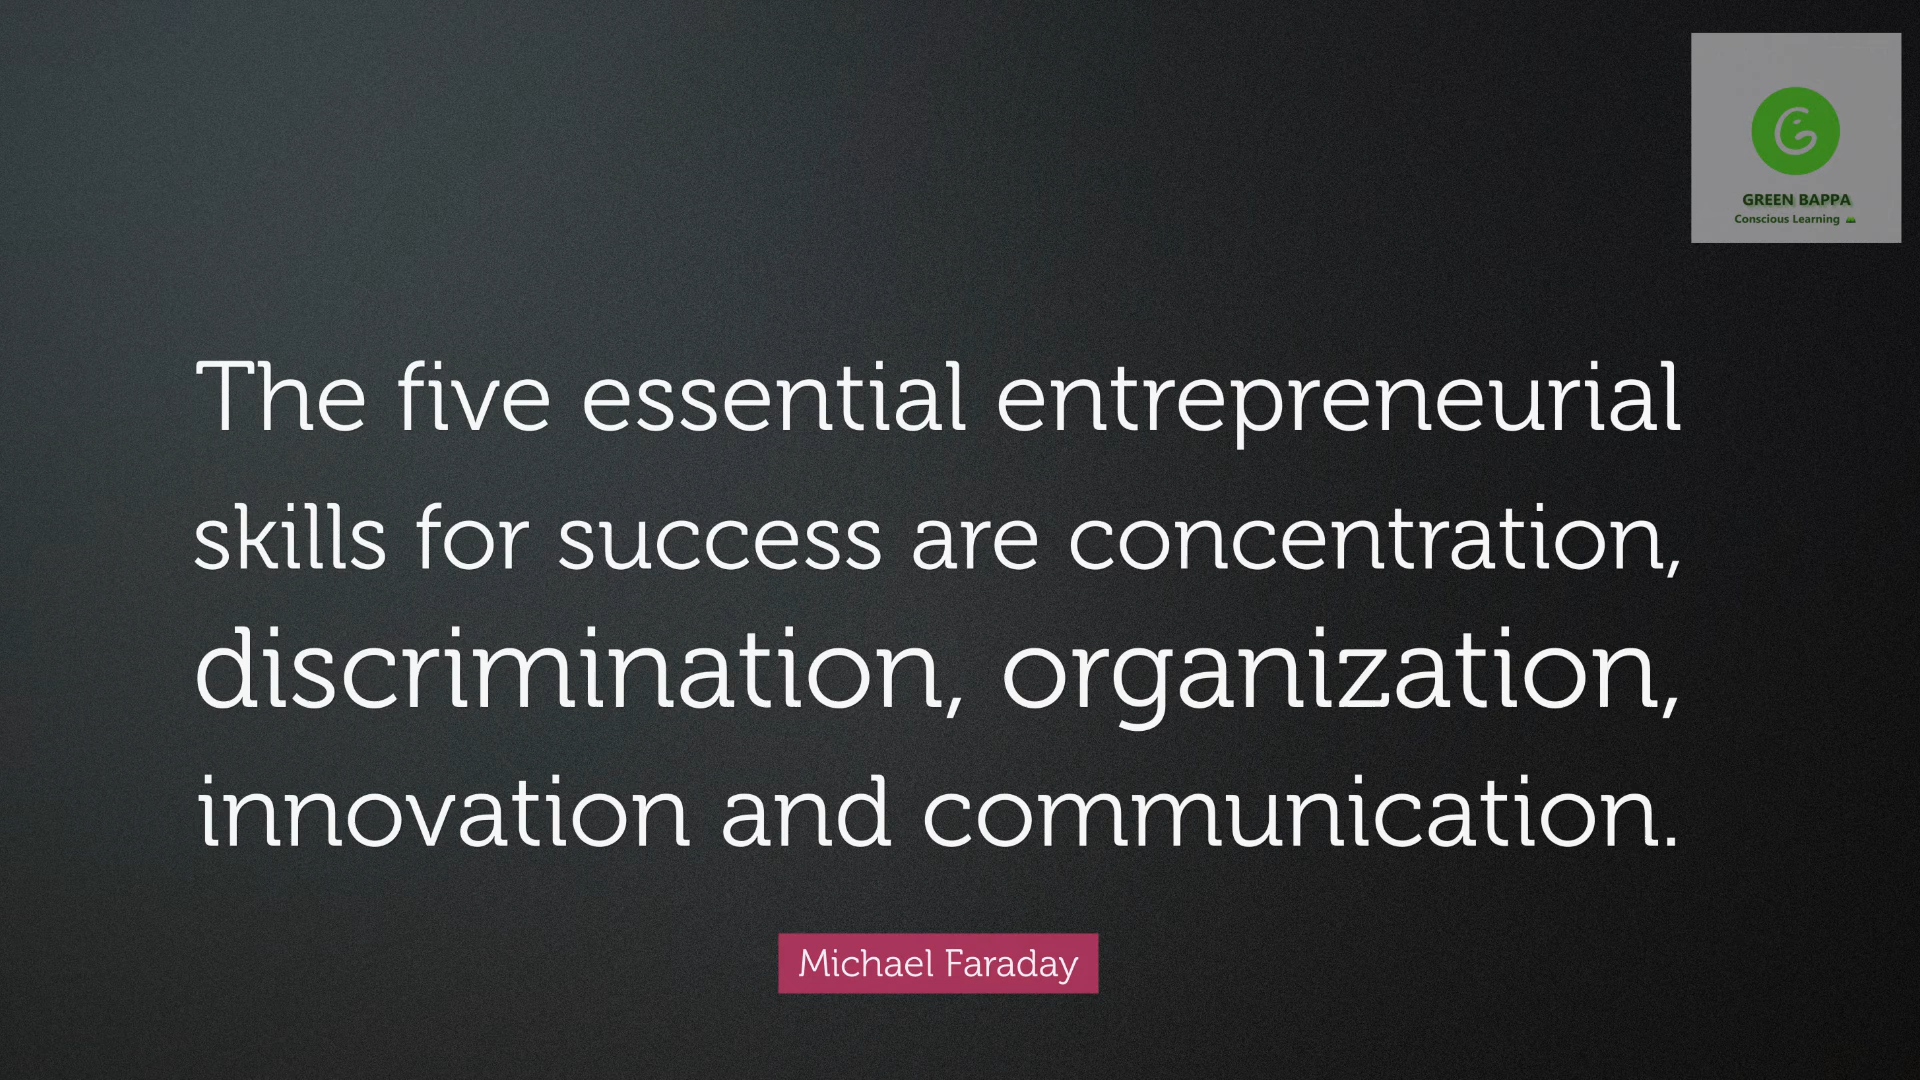 GREEN BAPPA
Conscious Learning
The five essential entrepreneurial
skills for success are concentration,
discrimination, organization,
innovation and communication.
Michael Faraday